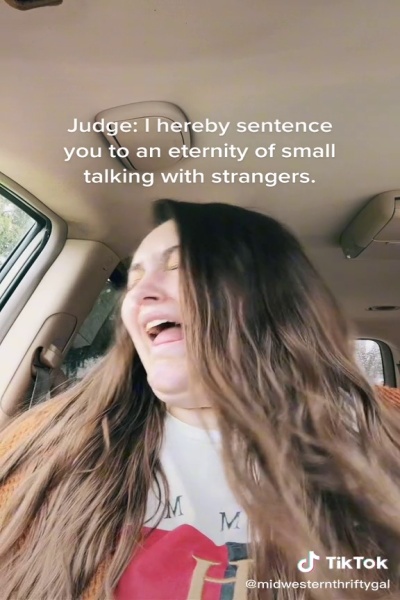 Judge: I hereby sentence
you to an eternity of small
talking with strangers.
M M
H
TikTok
@midwesternthriftygal